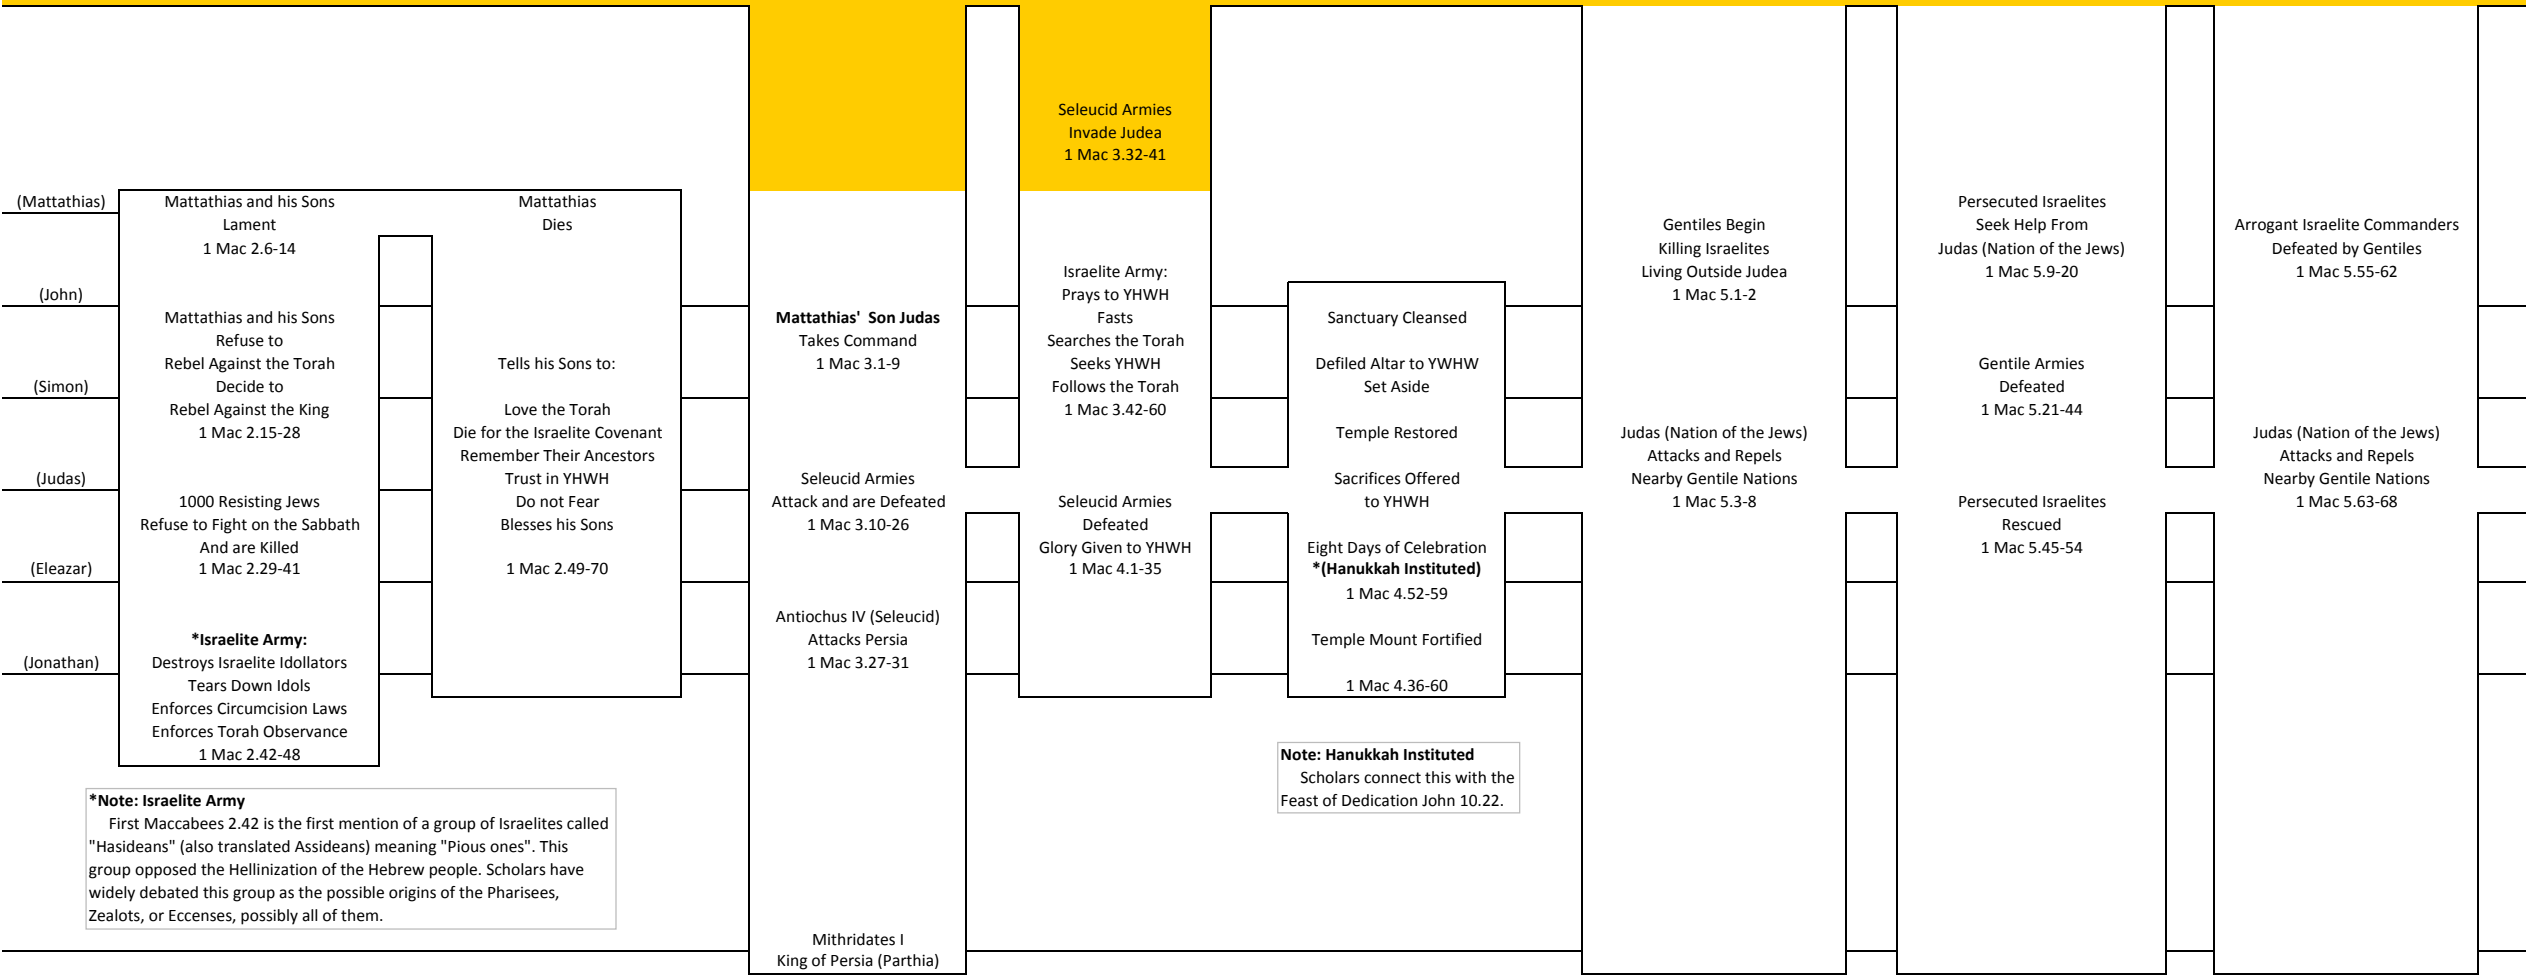 (Mattathias)
(John)
(Simon)
(Judas)
(Eleazar)
(Jonathan)
Mattathias and his Sons
Lament
1 Mac 2.6-14
Mattathias and his Sons
Refuse to
Rebel Against the Torah
Decide to
Rebel Against the King
1 Mac 2.15-28
1000 Resisting Jews
Refuse to Fight on the Sabbath
And are Killed
1 Mac 2.29-41
*Israelite Army:
Destroys Israelite Idollators
Tears Down Idols
Enforces Circumcision Laws
Enforces Torah Observance
1 Mac 2.42-48
*Note: Israelite Army
First Maccabees 2.42 is the first mention of a group of Israelites called
"Hasideans" (also translated Assideans) meaning "Pious ones". This
group opposed the Hellinization of the Hebrew people. Scholars have
widely debated this group as the possible origins of the Pharisees,
Zealots, or Eccenses, possibly all of them.
Mattathias
Dies
Tells his Sons to:
Love the Torah
Die for the Israelite Covenant
Remember Their Ancestors
Trust in YHWH
Do not Fear
Blesses his Sons
1 Mac 2.49-70
Mattathias' Son Judas
Takes Command
1 Mac 3.1-9
Seleucid Armies
Attack and are Defeated
1 Mac 3.10-26
Antiochus IV (Seleucid)
Attacks Persia
1 Mac 3.27-31
Mithridates I
King of Persia (Parthia)
Seleucid Armies
Invade Judea
1 Mac 3.32-41
Israelite Army:
Prays to YHWH
Fasts
Searches the Torah
Seeks YHWH
Follows the Torah
1 Mac 3.42-60
Seleucid Armies
Defeated
Glory Given to YHWH
1 Mac 4.1-35
Sanctuary Cleansed
Defiled Altar to YWHW
Set Aside
Temple Restored
Sacrifices Offered
to YHWH
Eight Days of Celebration
*(Hanukkah Instituted)
1 Mac 4.52-59
Temple Mount Fortified
1 Mac 4.36-60
Note: Hanukkah Instituted
Scholars connect this with the
Feast of Dedication John 10.22.
Gentiles Begin
Killing Israelites
Living Outside Judea
1 Mac 5.1-2
Judas (Nation of the Jews)
Attacks and Repels
Nearby Gentile Nations
1 Mac 5.3-8
Persecuted Israelites
Seek Help From
Judas (Nation of the Jews)
1 Mac 5.9-20
Gentile Armies
Defeated
1 Mac 5.21-44
Persecuted Israelites
Rescued
1 Mac 5.45-54
Arrogant Israelite Commanders
Defeated by Gentiles
1 Mac 5.55-62
Judas (Nation of the Jews)
Attacks and Repels
Nearby Gentile Nations
1 Mac 5.63-68